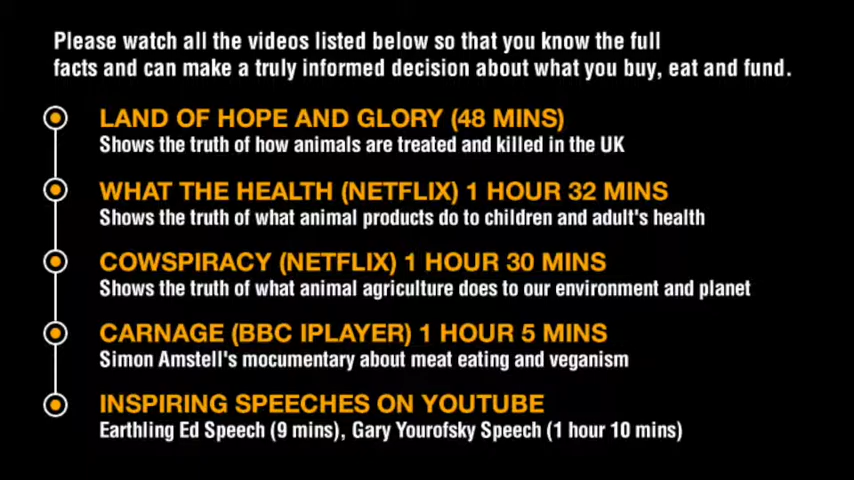 Please watch all the videos listed below so that you know the full
facts and can make a truly informed decision about what you buy, eat and fund.
LAND OF HOPE AND GLORY (48 MINS)
Shows the truth of how animals are treated and killed in the UK
WHAT THE HEALTH (NETFLIX) 1 HOUR 32 MINS
Shows the truth of what animal products do to children and adult's health
COWSPIRACY (NETFLIX) 1 HOUR 30 MINS
Shows the truth of what animal agriculture does to our environment and planet
CARNAGE (BBC IPLAYER) 1 HOUR 5 MINS
Simon Amstell's mocumentary about meat eating and veganism
INSPIRING SPEECHES ON YOUTUBE
Earthling Ed Speech (9 mins), Gary Yourofsky Speech (1 hour 10 mins)